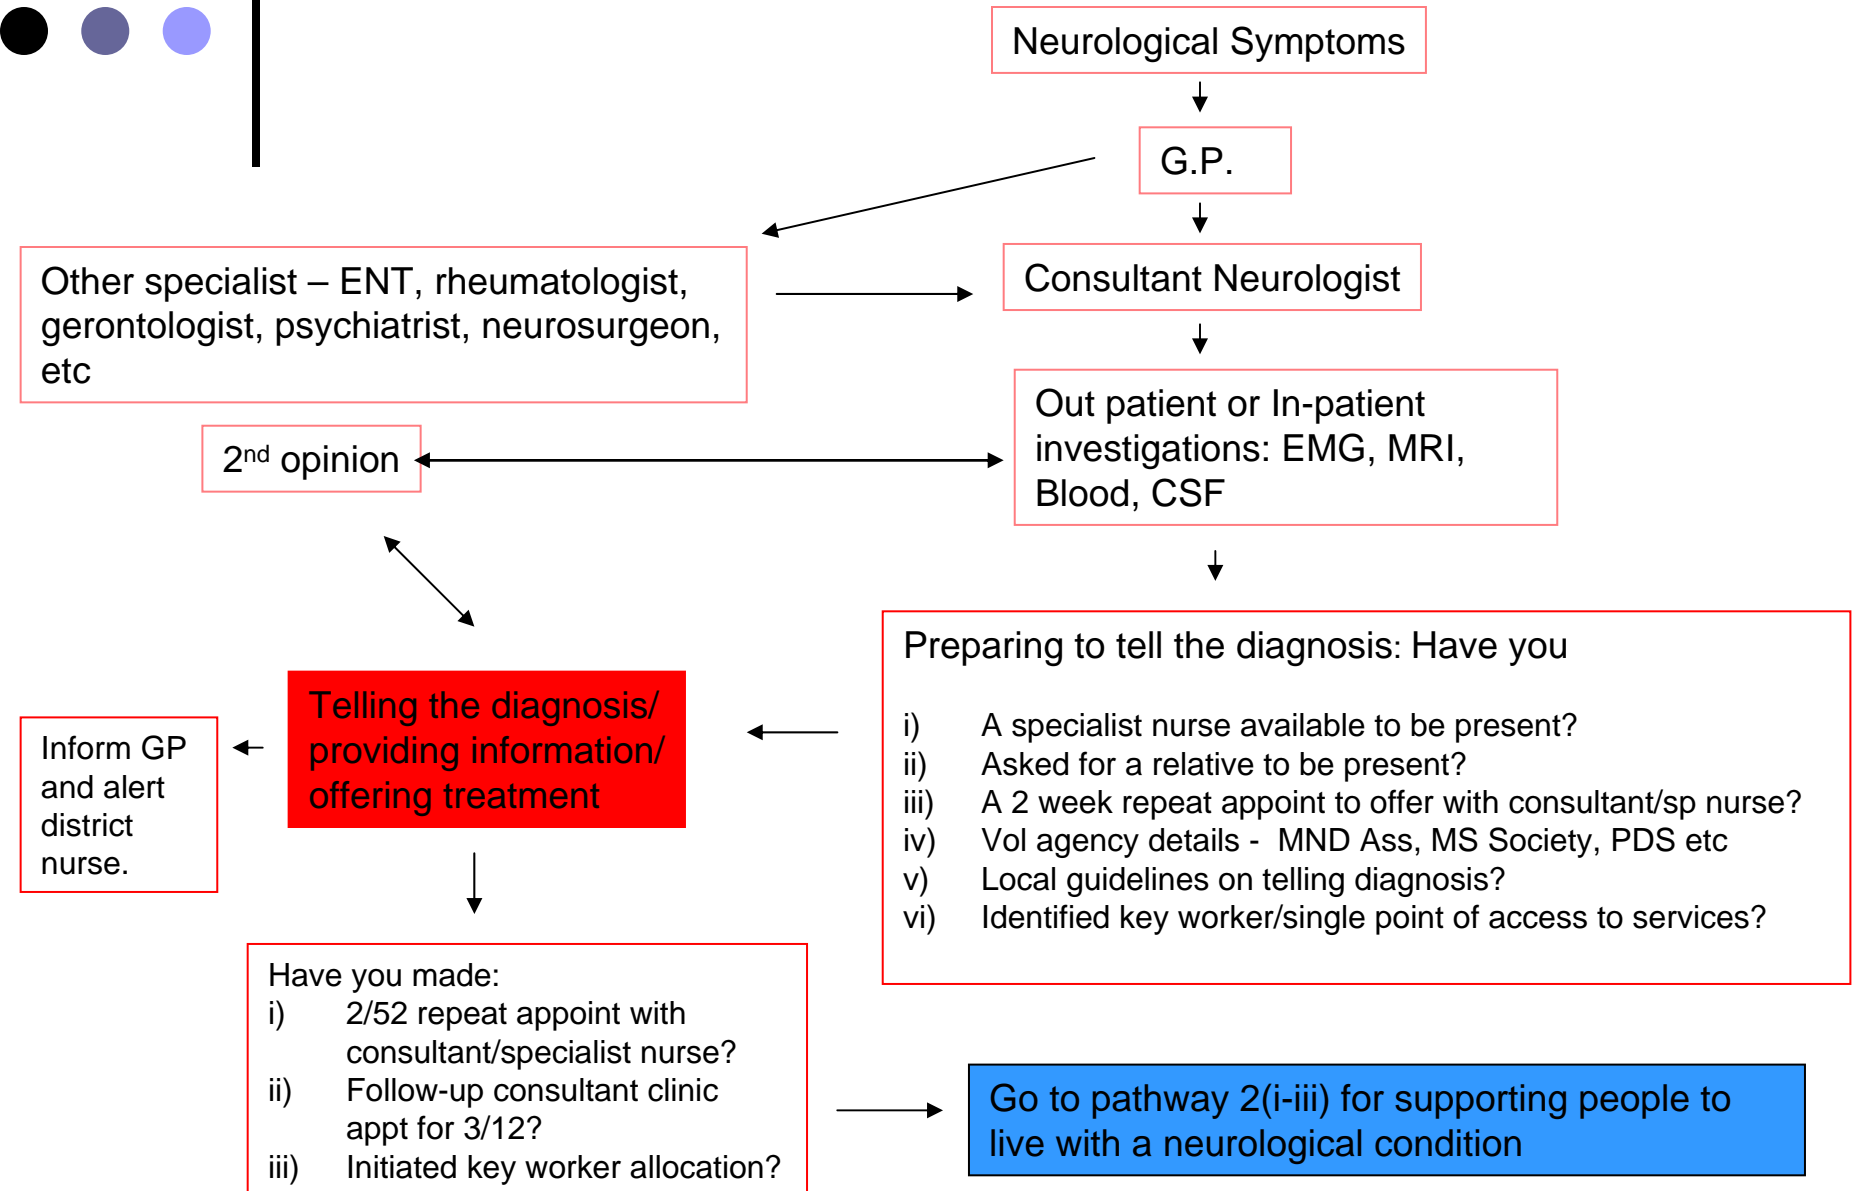 Neurological Symptoms
G.P.
Other specialist – ENT, rheumatologist,
gerontologist, psychiatrist, neurosurgeon,
etc
Consultant Neurologist
Out patient or In-patient
investigations: EMG, MRI,
Blood, CSF
2nd opinion
Preparing to tell the diagnosis: Have you
i) A specialist nurse available to be present?
ii) Asked for a relative to be present?
iii) A 2 week repeat appoint to offer with consultant/sp nurse?
iv) Vol agency details - MND Ass, MS Society, PDS etc
v) Local guidelines on telling diagnosis?
vi) Identified key worker/single point of access to services?
Telling the diagnosis/
providing information/
offering treatment
Inform GP
and alert
district
nurse.
Have you made:
i) 2/52 repeat appoint with
consultant/specialist nurse?
ii) Follow-up consultant clinic
appt for 3/12?
iii) Initiated key worker allocation?
Go to pathway 2(i-iii) for supporting people to
live with a neurological condition